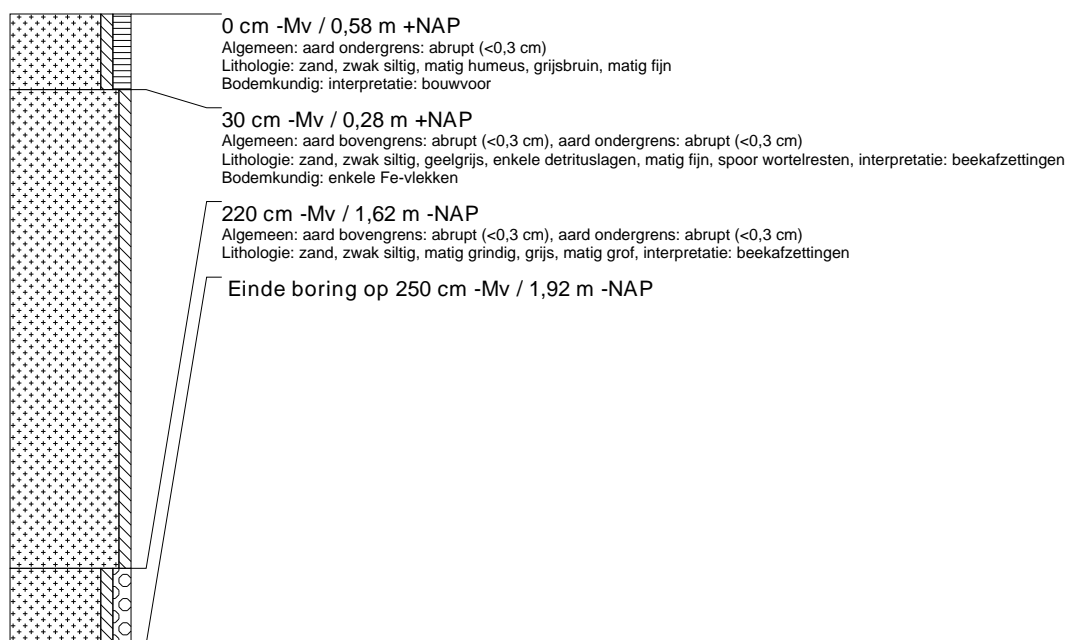 0 cm -Mv / 0,58 m +NAP
Algemeen: aard ondergrens: abrupt (<0,3 cm)
Lithologie: zand, zwak siltig, matig humeus, grijsbruin, matig fijn
Bodemkundig: interpretatie: bouwvoor
30 cm -Mv / 0,28 m +NAP
Algemeen: aard bovengrens: abrupt (<0,3 cm), aard ondergrens: abrupt (<0,3 cm)
Lithologie: zand, zwak siltig, geelgrijs, enkele detrituslagen, matig fijn, spoor wortelresten, interpretatie: beekafzettingen
Bodemkundig: enkele Fe-vlekken
220 cm -Mv / 1,62 m -NAP
Algemeen: aard bovengrens: abrupt (<0,3 cm), aard ondergrens: abrupt (<0,3 cm)
Lithologie: zand, zwak siltig, matig grindig, grijs, matig grof, interpretatie: beekafzettingen
Einde boring op 250 cm -Mv / 1,92 m -NAP